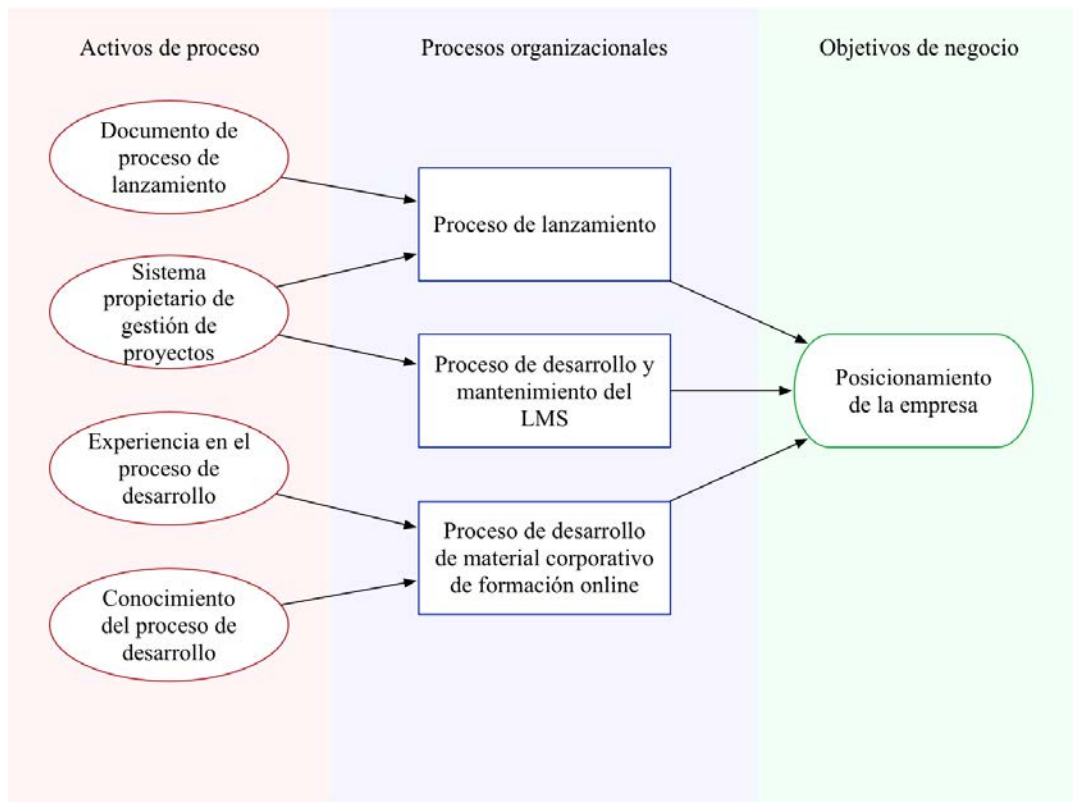 Activos de proceso
Procesos organizacionales
Objetivos de negocio
Documento de
proceso de
lanzamiento
Sistema
propietario de
gestión de
proyectos
Experiencia en el
proceso de
desarrollo
Conocimiento
del proceso de
desarrollo
Proceso de lanzamiento
Proceso de desarrollo y
mantenimiento del
LMS
Proceso de desarrollo
de material corporativo
de formación online
Posicionamiento
de la empresa